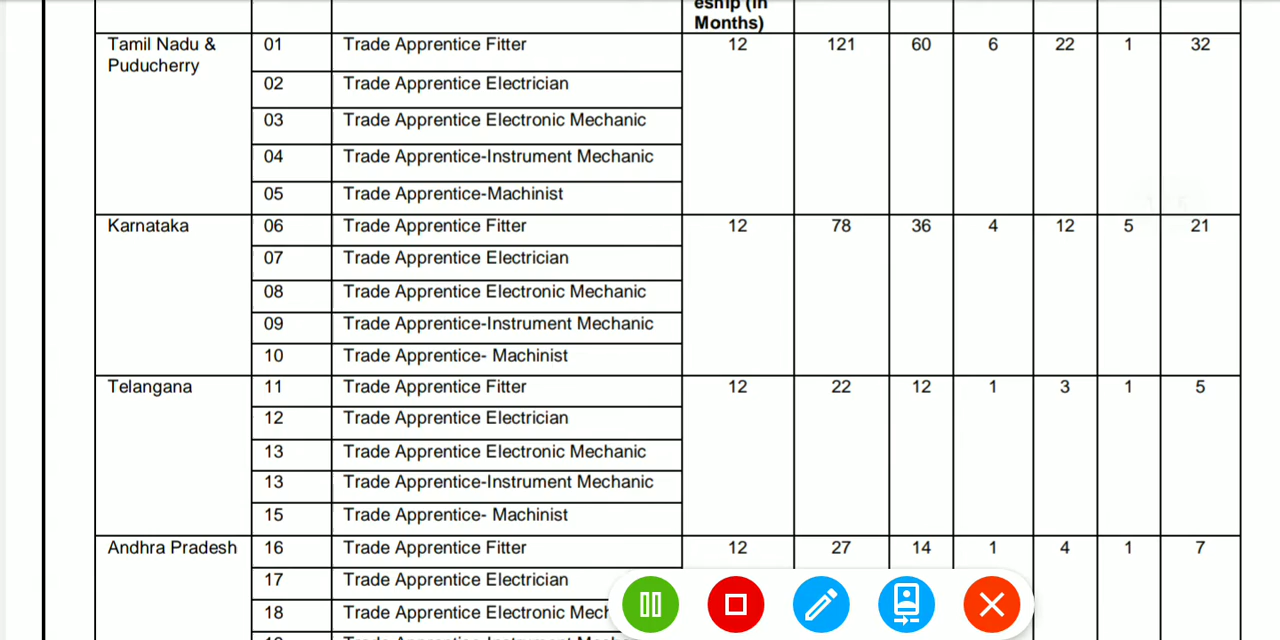 eship (in
Months)
Tamil Nadu & 01 Trade Apprentice Fitter 12 121 60 6 22 1 32
Puducherry
02 Trade Apprentice Electrician
03 Trade Apprentice Electronic Mechanic
04 Trade Apprentice-Instrument Mechanic
05 Trade Apprentice-Machinist
Karnataka 06 Trade Apprentice Fitter 12 78 36 4 12 5 21
07 Trade Apprentice Electrician
08 Trade Apprentice Electronic Mechanic
09 Trade Apprentice-Instrument Mechanic
10 Trade Apprentice- Machinist
Telangana 11 Trade Apprentice Fitter 12 22 12 1 3 1 5
12 Trade Apprentice Electrician
13 Trade Apprentice Electronic Mechanic
13 Trade Apprentice-Instrument Mechanic
15 Trade Apprentice- Machinist
Andhra Pradesh 16 Trade Apprentice Fitter 12 27 14 1 4 1 7
17 Trade Apprentice Electrician
18 Trade Apprentice Electronic Mech